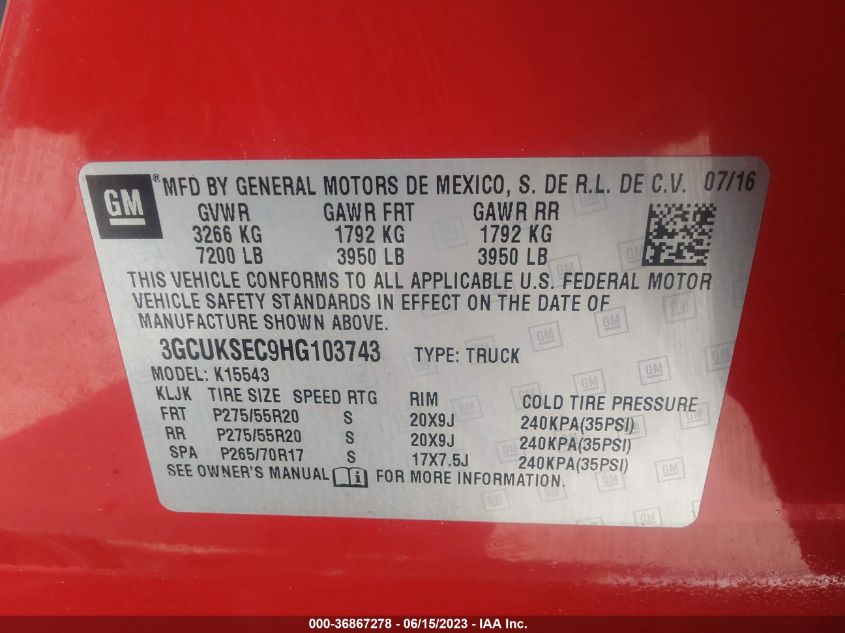 GM ® MFD BY GENERAL MOTORS DE MEXICO, S. DE R.L. DE C.V. 07/16
GVWR GAWR FRT GAWR RR
3266 KG 1792 KG 1792 KG
7200 LB 3950 LB 3950 LB
THIS VEHICLE CONFORMS TO ALL APPLICABLE U.S. FEDERAL MOTOR
VEHICLE SAFETY STANDARDS IN EFFECT ON THE DATE OF
MANUFACTURE SHOWN ABOVE.
3GCUKSEC9HG103743 TYPE: TRUCK
MODEL: K15543
KLJK TIRE SIZE SPEED RTG RIM COLD TIRE PRESSURE
FRT P275/55R20 S 20X9J 240KPA(35PSI)
RR P275/55R20 S 20X9J 240KPA(35PSI)
SPA P265/70R17 S 17X7.5J 240KPA(35PSI)
SEE OWNER'S MANUAL FOR MORE INFORMATION.
000-36867278 - 06/15/2023 - IAA Inc.